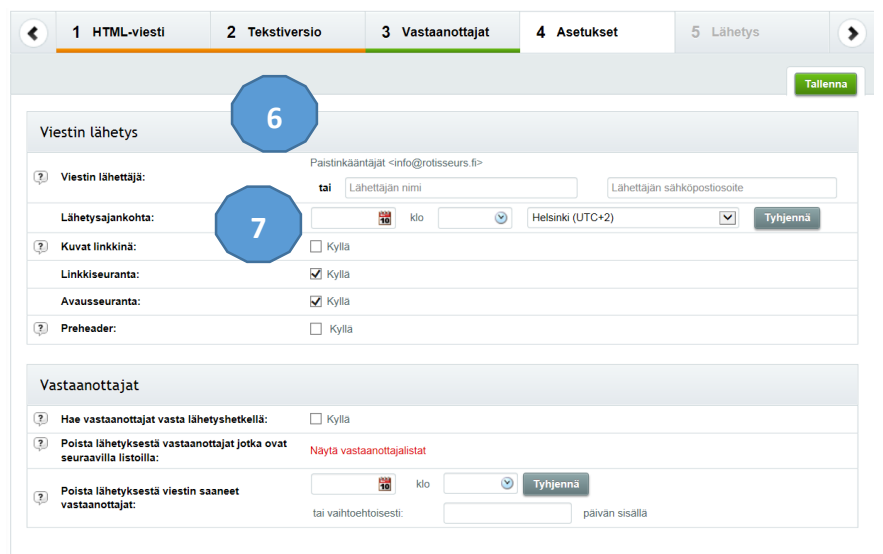 1 HTML-viesti 2 Tekstiversio 3 Vastaanottajat 4 Asetukset 5 Lähetys
Tallenna
6
Viestin lähetys
Paistinkääntäjät <info@rotisseurs.fi>
? Viestin lähettäjä:
tai Lähettäjän nimi Lähettäjän sähköpostiosoite
7
Lähetysajankohta: 10 klo Helsinki (UTC+2) Tyhjennä
? Kuvat linkkinä: Kyllä
Linkkiseuranta: Kyllä
Avausseuranta: Kyllä
? Preheader: Kyllä
Vastaanottajat
? Hae vastaanottajat vasta lähetyshetkellä: Kyllä
? Poista lähetyksestä vastaanottajat jotka ovat
seuraavilla listoilla:
Näytä vastaanottajalistat
? Poista lähetyksestä viestin saaneet
vastaanottajat:
10 klo Tyhjennä
tai vaihtoehtoisesti: päivän sisällä